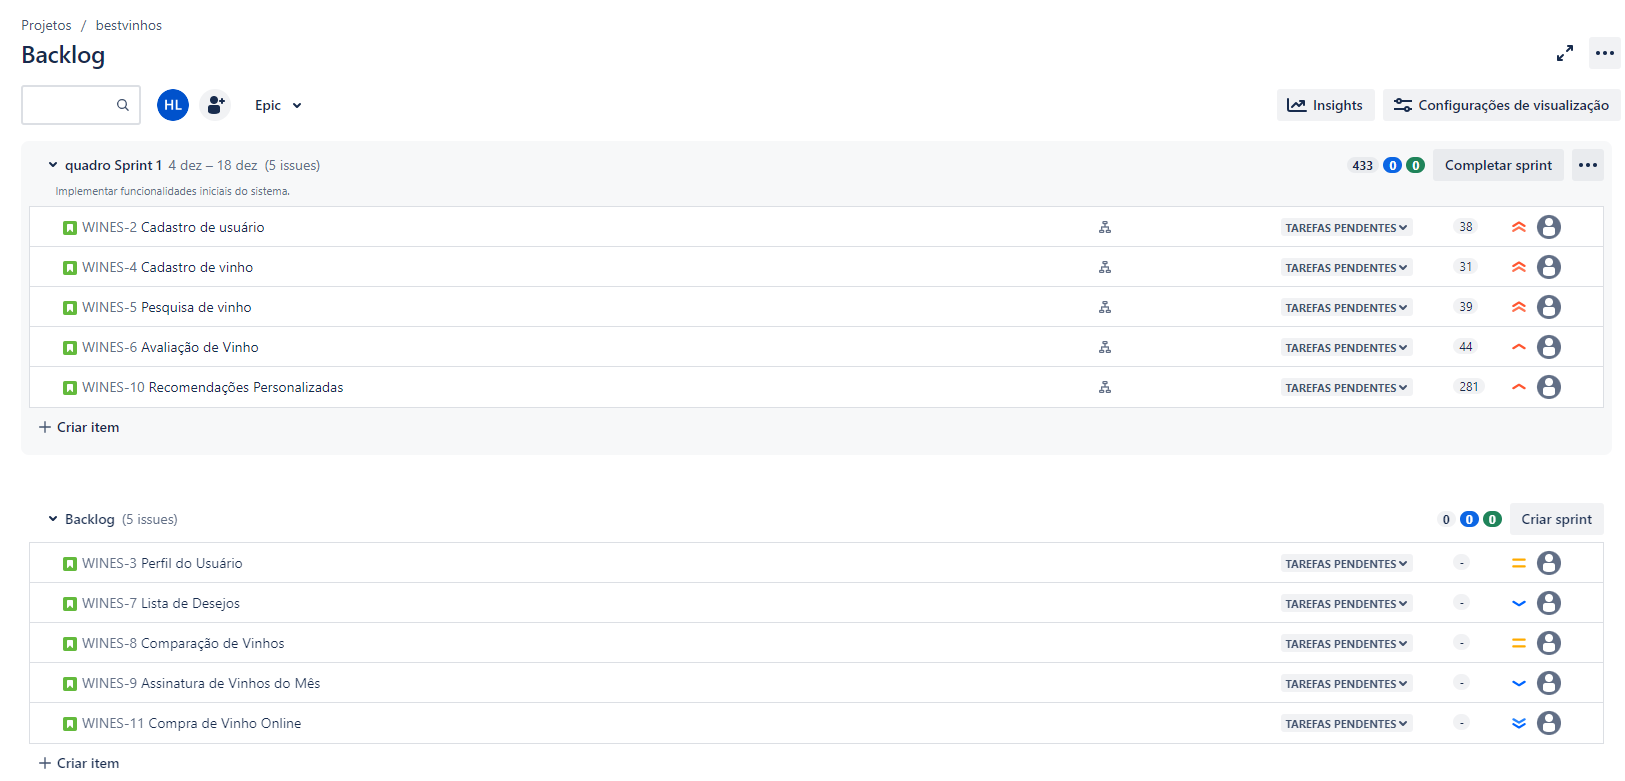 Projetos / bestvinhos
Backlog
HL Epic Insights Configurações de visualização
quadro Sprint 1 4 dez – 18 dez (5 issues) 433 0 0 Completar sprint
Implementar funcionalidades iniciais do sistema.
WINES-2 Cadastro de usuário TAREFAS PENDENTES 38
WINES-4 Cadastro de vinho TAREFAS PENDENTES 31
WINES-5 Pesquisa de vinho TAREFAS PENDENTES 39
WINES-6 Avaliação de Vinho TAREFAS PENDENTES 44
WINES-10 Recomendações Personalizadas TAREFAS PENDENTES 281
+ Criar item
Backlog (5 issues) 0 0 0 Criar sprint
WINES-3 Perfil do Usuário TAREFAS PENDENTES -
WINES-7 Lista de Desejos TAREFAS PENDENTES -
WINES-8 Comparação de Vinhos TAREFAS PENDENTES -
WINES-9 Assinatura de Vinhos do Mês TAREFAS PENDENTES -
WINES-11 Compra de Vinho Online TAREFAS PENDENTES -
+ Criar item